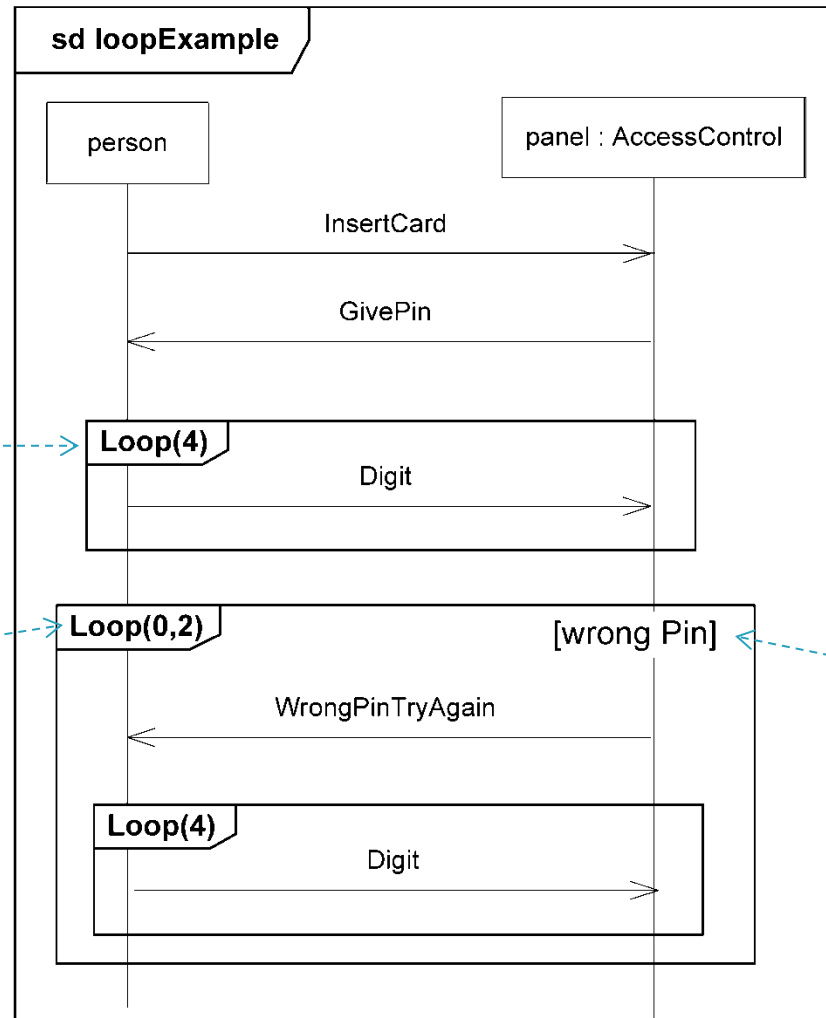 sd loopExample
person
panel : AccessControl
InsertCard
GivePin
Loop(4)
Digit
Loop(0,2)
[wrong Pin]
WrongPinTryAgain
Loop(4)
Digit